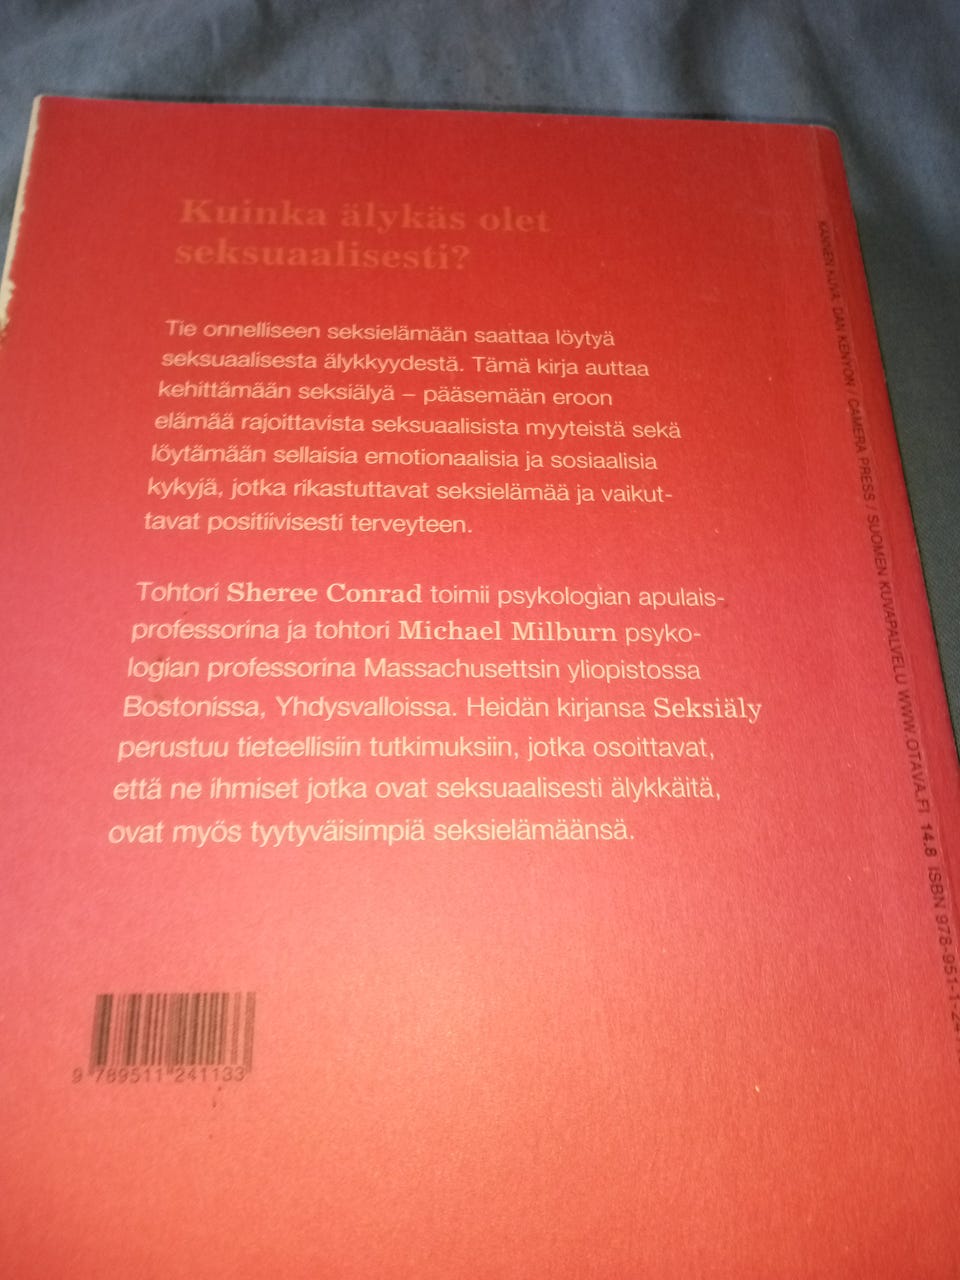 Kuinka älykäs olet
seksuaalisesti?
Tie onnelliseen seksielämään saattaa löytyä
seksuaalisesta älykkyydestä. Tämä kirja auttaa
kehittämään seksiälyä – pääsemään eroon
elämää rajoittavista seksuaalisista myyteistä sekä
löytämään sellaisia emotionaalisia ja sosiaalisia
kykyjä, jotka rikastuttavat seksielämää ja vaikut-
tavat positiivisesti terveyteen.
Tohtori Sheree Conrad toimii psykologian apulais-
professorina ja tohtori Michael Milburn psyko-
logian professorina Massachusettsin yliopistossa
Bostonissa, Yhdysvalloissa. Heidän kirjansa Seksiäly
perustuu tieteellisiin tutkimuksiin, jotka osoittavat,
että ne ihmiset jotka ovat seksuaalisesti älykkäitä,
ovat myös tyytyväisimpiä seksielämäänsä.
9 789511 241133
KANNEN KUVA: DAN KENYON / CAMERA PRESS / SUOMEN KUVAPALVELU WWW.OTAVA.FI 14.8 ISBN 978-951-1-24